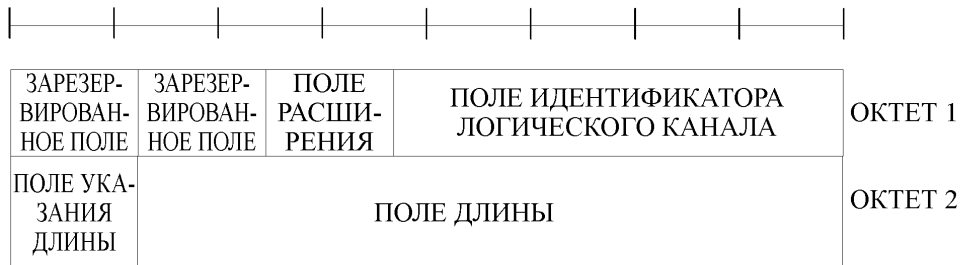 ЗАРЕЗЕР-
ВИРОВАН-
НОЕ ПОЛЕ
ЗАРЕЗЕР-
ВИРОВАН-
НОЕ ПОЛЕ
ПОЛЕ
РАСШИ-
РЕНИЯ
ПОЛЕ ИДЕНТИФИКАТОРА
ЛОГИЧЕСКОГО КАНАЛА
ОКТЕТ 1
ПОЛЕ УКА-
ЗАНИЯ
ДЛИНЫ
ПОЛЕ ДЛИНЫ
ОКТЕТ 2